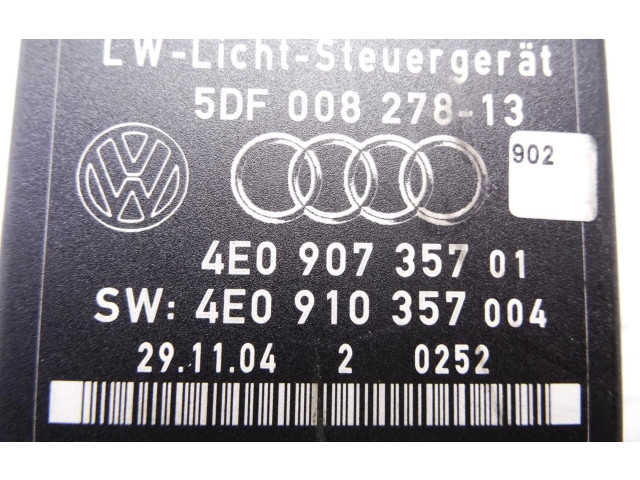 LW-Licht-Steuergerät
5DF 008 278-13
902
4E0 907 357 01
SW: 4E0 910 357 004
29.11.04 2 0252